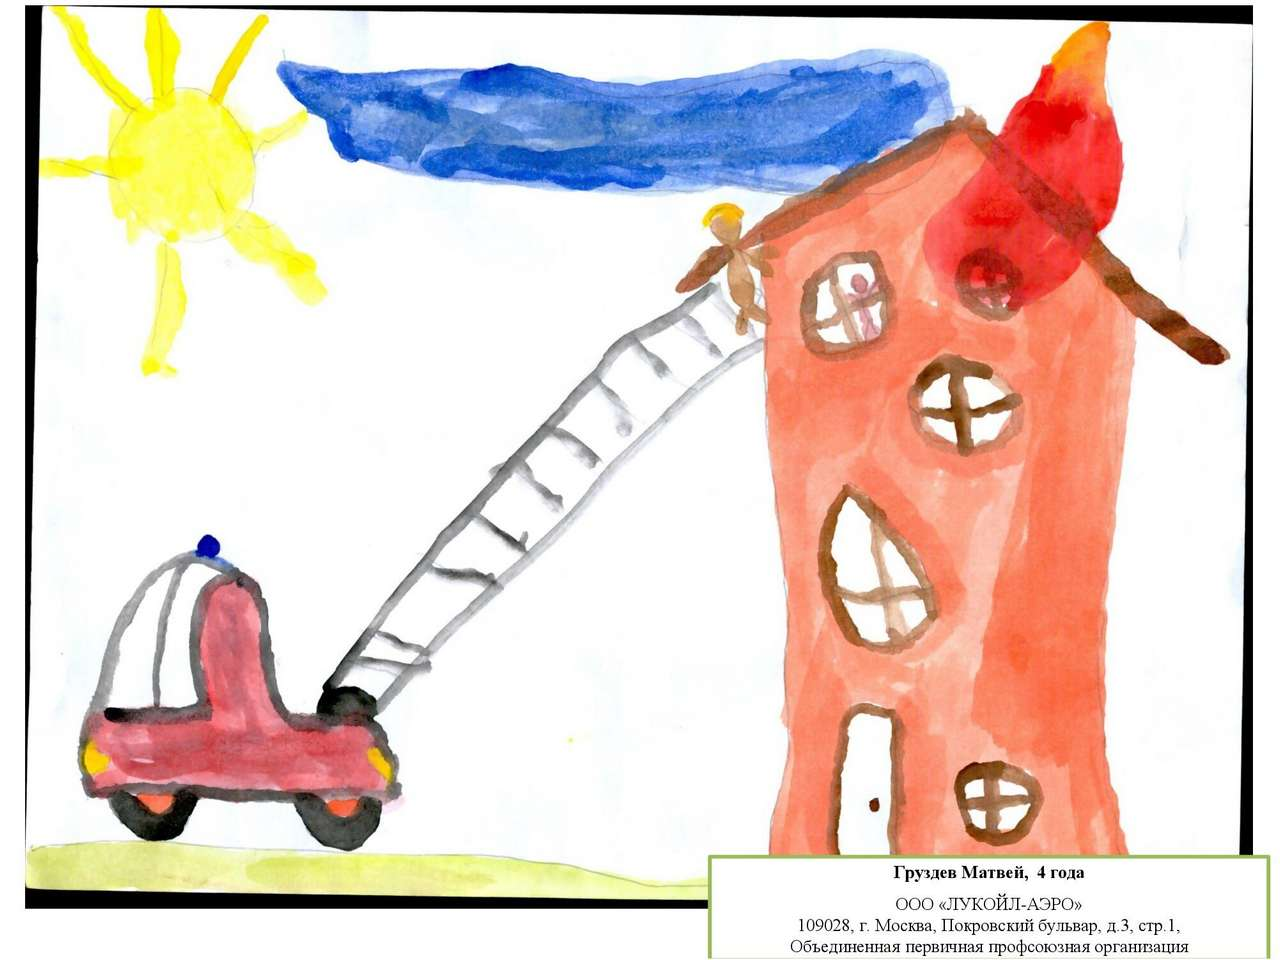 Груздев Матвей, 4 года
ООО «ЛУКОЙЛ-АЭРО»
109028, г. Москва, Покровский бульвар, д.3, стр.1,
Объединенная первичная профсоюзная организация